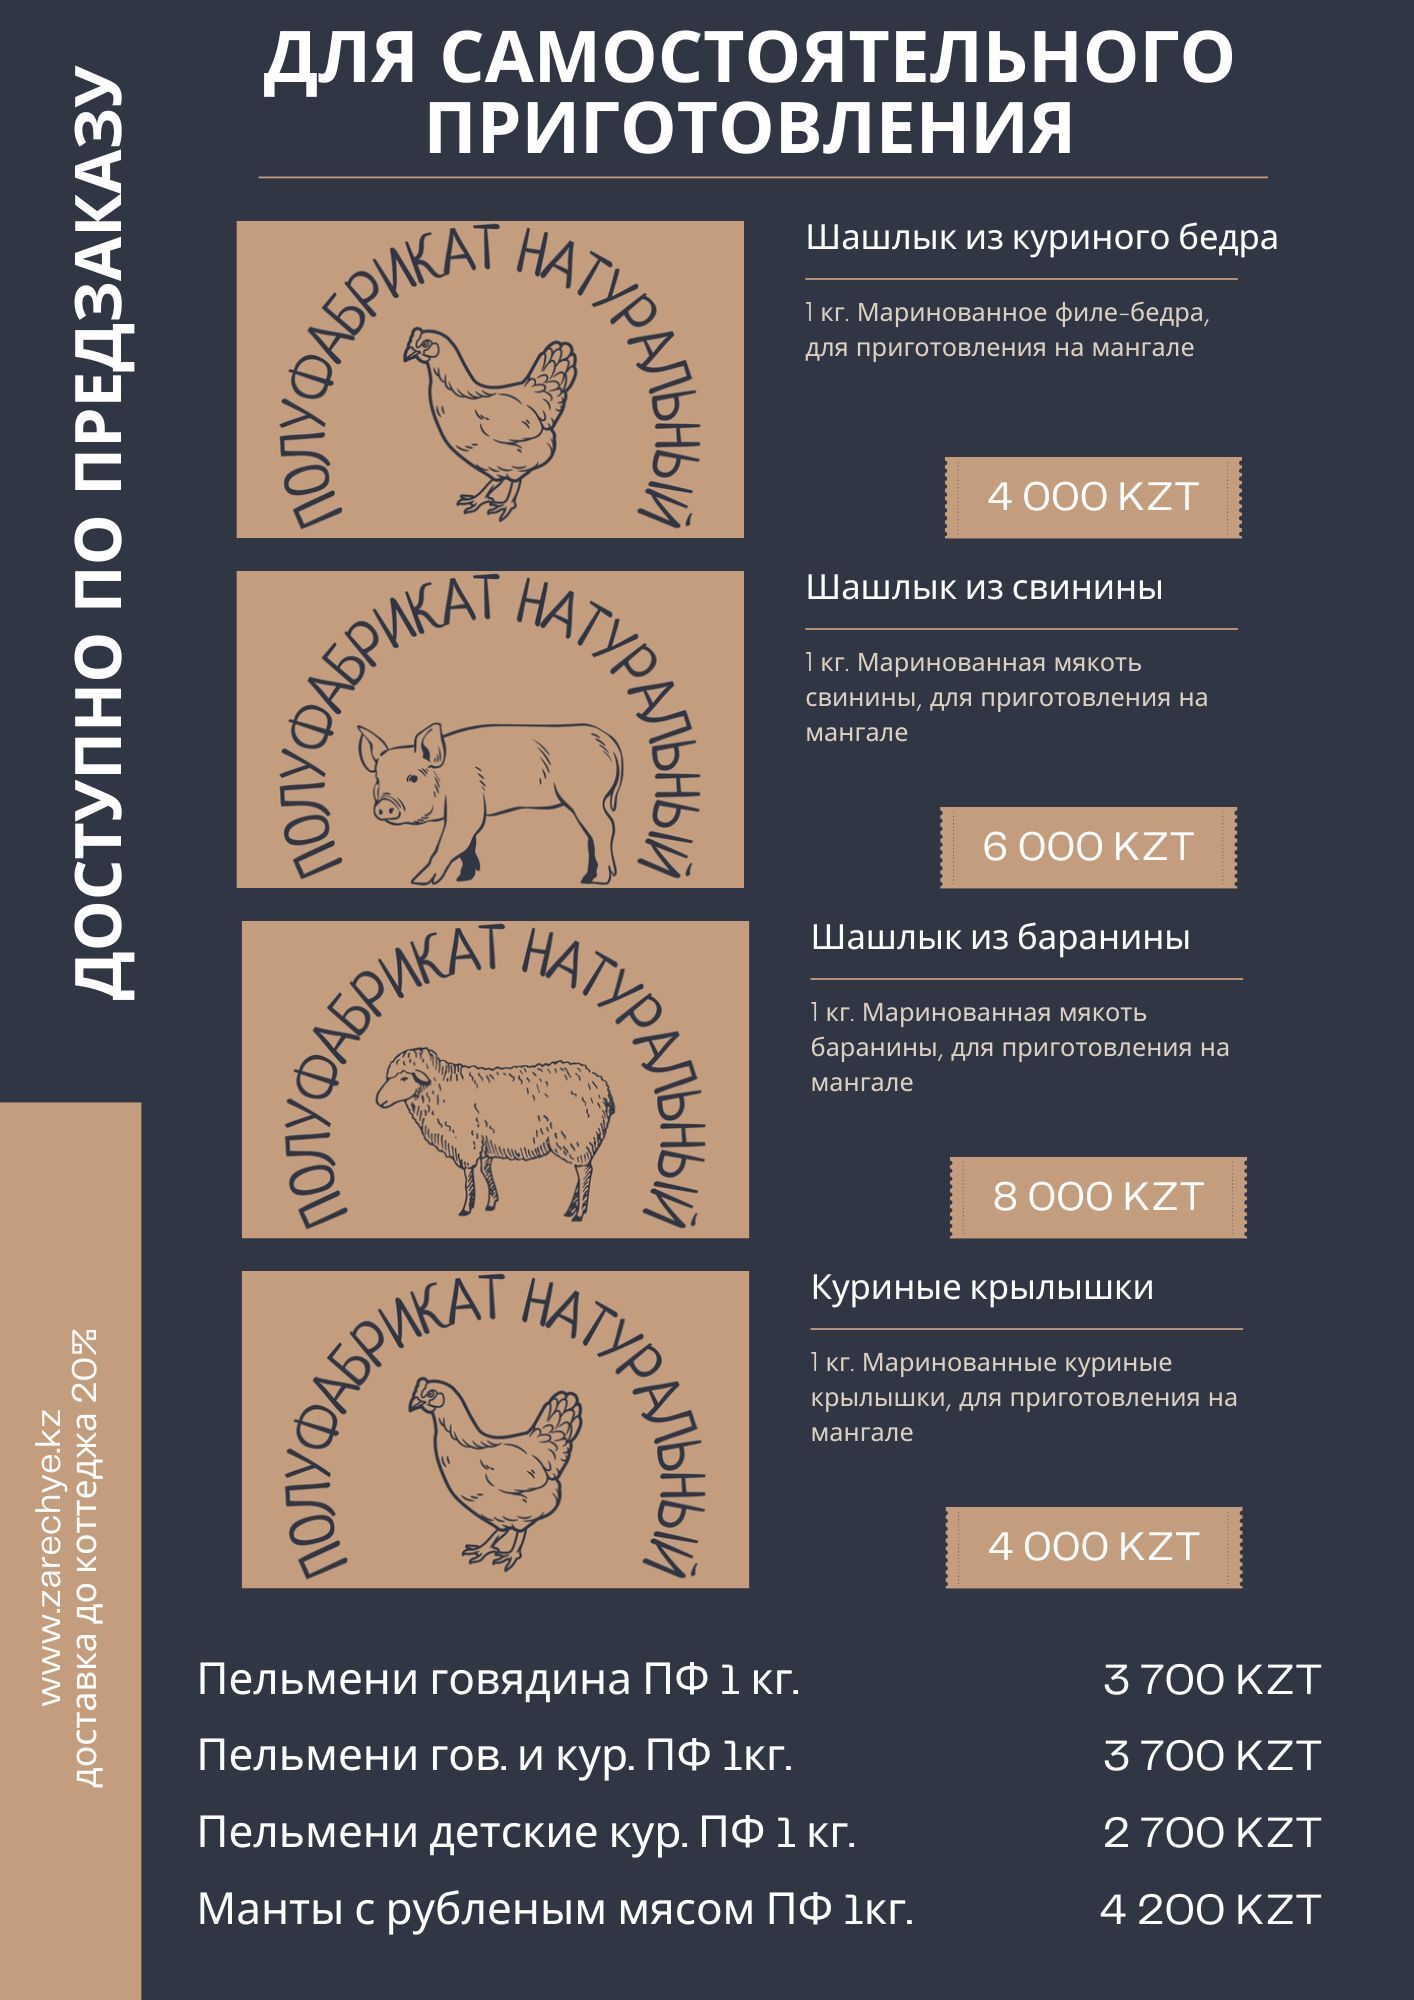 ДЛЯ САМОСТОЯТЕЛЬНОГО
ПРИГОТОВЛЕНИЯ
ДОСТУПНО ПО ПРЕДЗАКАЗУ
ПОЛУФАБРИКАТ НАТУРАЛЬНЫЙ
Шашлык из куриного бедра
1 кг. Маринованное филе-бедра,
для приготовления на мангале
4 000 KZT
ПОЛУФАБРИКАТ НАТУРАЛЬНЫЙ
Шашлык из свинины
1 кг. Маринованная мякоть
свинины, для приготовления на
мангале
6 000 KZT
ПОЛУФАБРИКАТ НАТУРАЛЬНЫЙ
Шашлык из баранины
1 кг. Маринованная мякоть
баранины, для приготовления на
мангале
8 000 KZT
ПОЛУФАБРИКАТ НАТУРАЛЬНЫЙ
Куриные крылышки
1 кг. Маринованные куриные
крылышки, для приготовления на
мангале
4 000 KZT
www.zarechye.kz
доставка до коттеджа 20%
Пельмени говядина ПФ 1 кг. 3 700 KZT
Пельмени гов. и кур. ПФ 1кг. 3 700 KZT
Пельмени детские кур. ПФ 1 кг. 2 700 KZT
Манты с рубленым мясом ПФ 1кг. 4 200 KZT